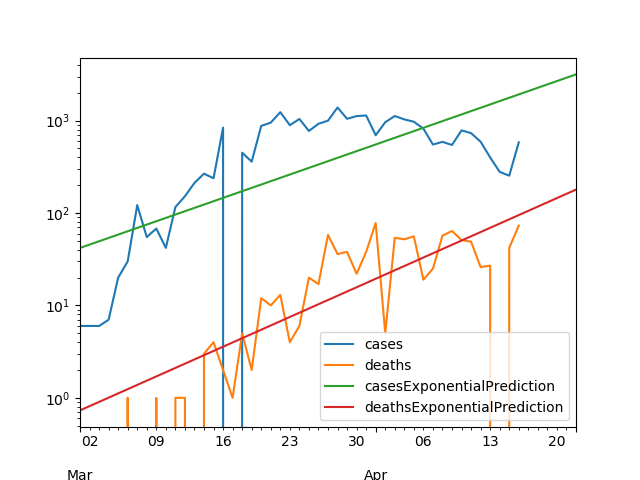 10³
10²
10¹
10⁰
cases
deaths
casesExponentialPrediction
deathsExponentialPrediction
02 09 16 23 30 06 13 20
Mar Apr